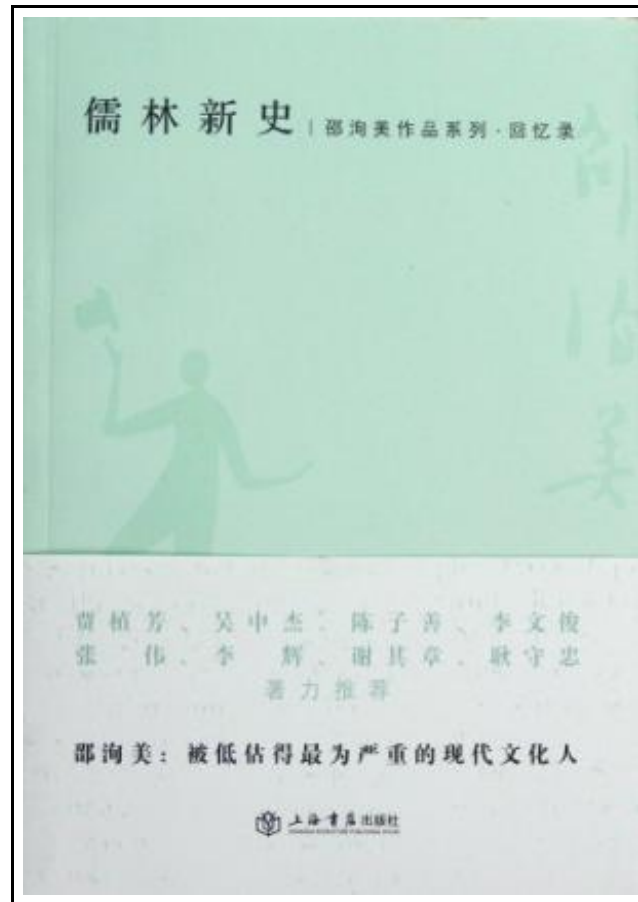 儒林新史|邵洵美作品系列·回忆录
邵洵美
贾植芳、吴中杰、陈子善、李文俊
张伟、李辉、谢其章、耿守忠
著力推荐
邵洵美：被低估得最为严重的现代文化人
上海书店出版社